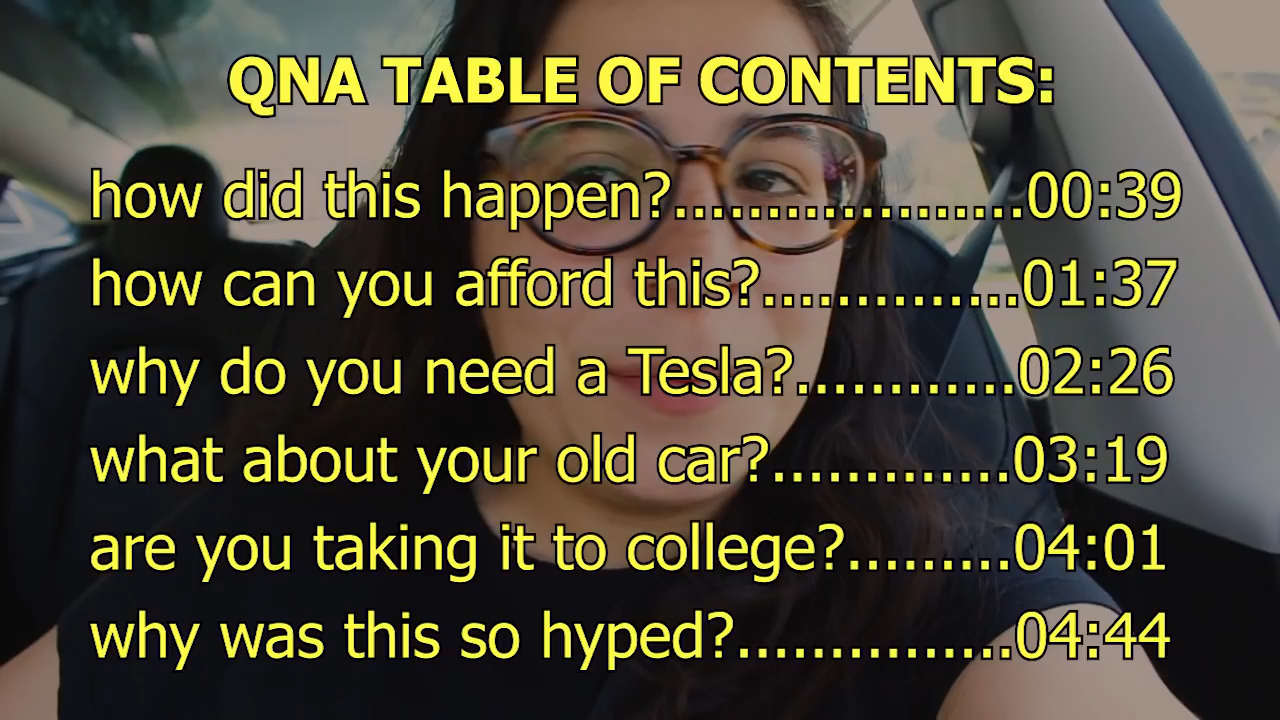 QNA TABLE OF CONTENTS:
how did this happen?...................00:39
how can you afford this?..............01:37
why do you need a Tesla?............02:26
what about your old car?.............03:19
are you taking it to college?.........04:01
why was this so hyped?...............04:44